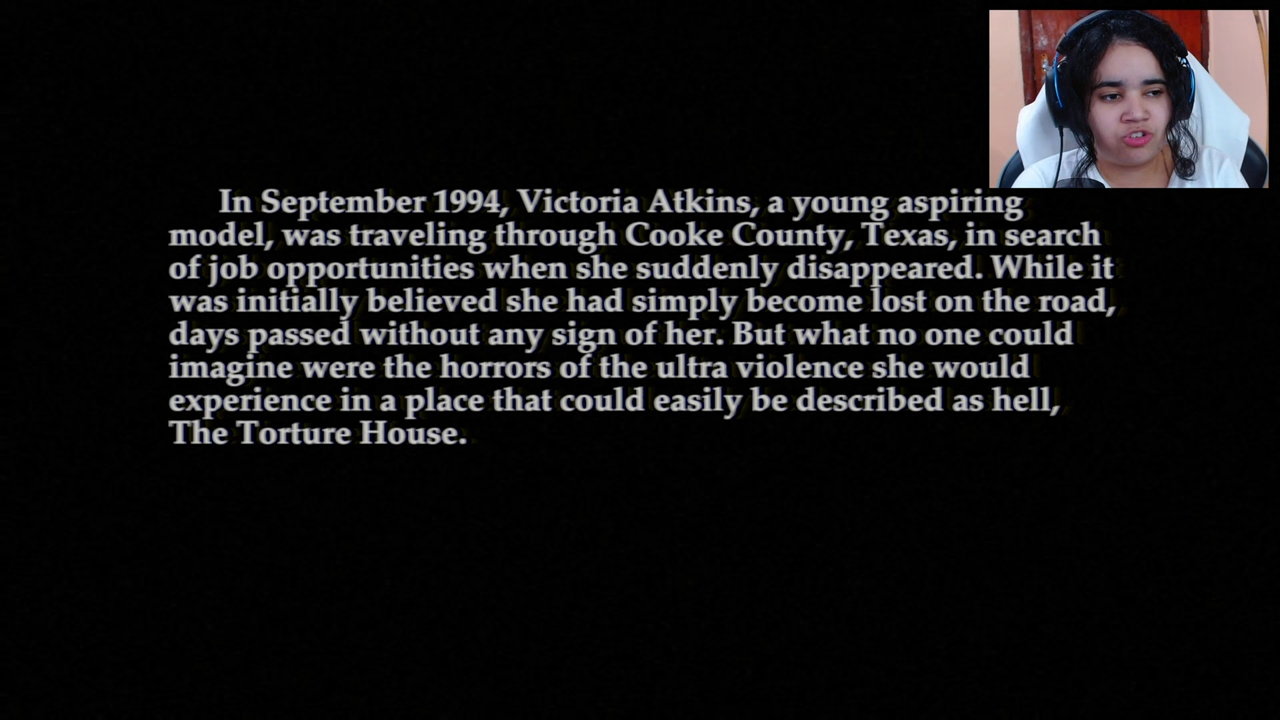 In September 1994, Victoria Atkins, a young aspiring
model, was traveling through Cooke County, Texas, in search
of job opportunities when she suddenly disappeared. While it
was initially believed she had simply become lost on the road,
days passed without any sign of her. But what no one could
imagine were the horrors of the ultra violence she would
experience in a place that could easily be described as hell,
The Torture House.